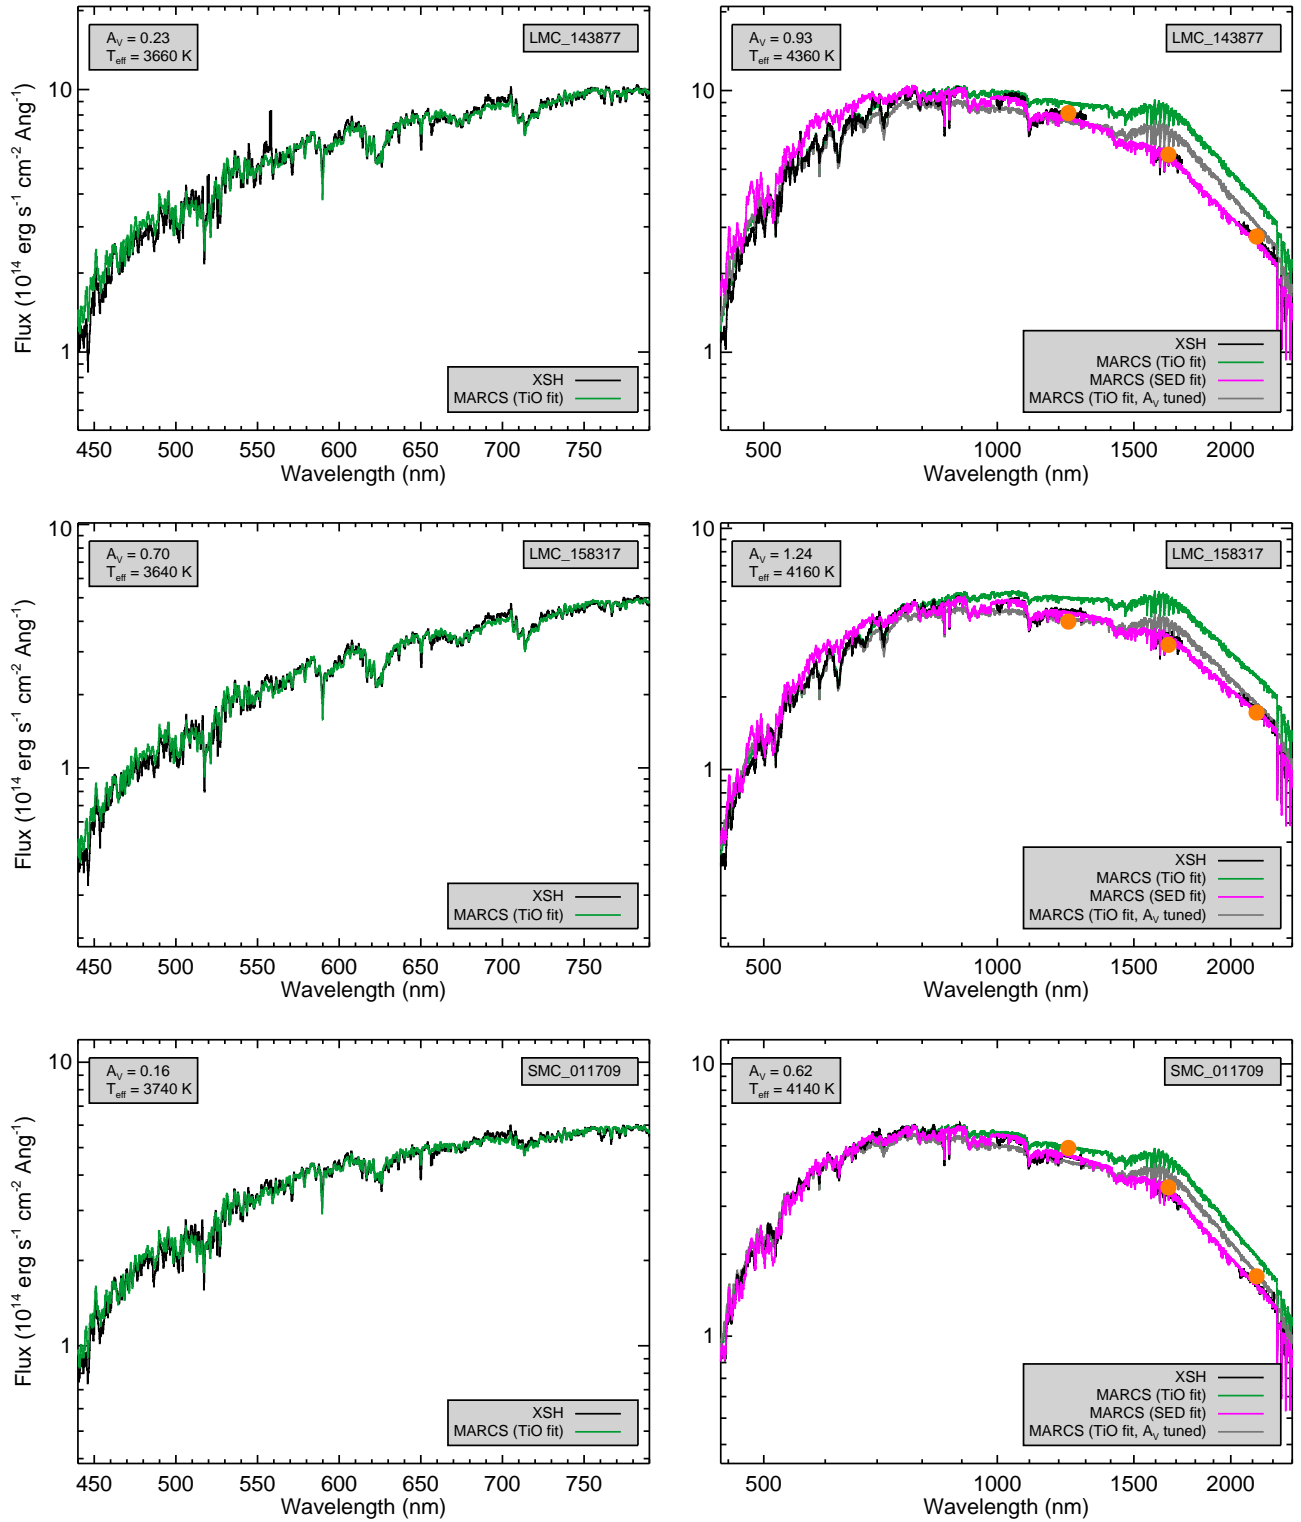 A_V = 0.23
T_eff = 3660 K
LMC_143877
10
1
Flux (10^14 erg s^-1 cm^-2 Ang^-1)
XSH
MARCS (TiO fit)
450 500 550 600 650 700 750
Wavelength (nm)
A_V = 0.93
T_eff = 4360 K
LMC_143877
10
1
XSH
MARCS (TiO fit)
MARCS (SED fit)
MARCS (TiO fit, A_V tuned)
500 1000 1500 2000
Wavelength (nm)
A_V = 0.70
T_eff = 3640 K
LMC_158317
10
1
Flux (10^14 erg s^-1 cm^-2 Ang^-1)
XSH
MARCS (TiO fit)
450 500 550 600 650 700 750
Wavelength (nm)
A_V = 1.24
T_eff = 4160 K
LMC_158317
10
1
XSH
MARCS (TiO fit)
MARCS (SED fit)
MARCS (TiO fit, A_V tuned)
500 1000 1500 2000
Wavelength (nm)
A_V = 0.16
T_eff = 3740 K
SMC_011709
10
1
Flux (10^14 erg s^-1 cm^-2 Ang^-1)
XSH
MARCS (TiO fit)
450 500 550 600 650 700 750
Wavelength (nm)
A_V = 0.62
T_eff = 4140 K
SMC_011709
10
1
XSH
MARCS (TiO fit)
MARCS (SED fit)
MARCS (TiO fit, A_V tuned)
500 1000 1500 2000
Wavelength (nm)